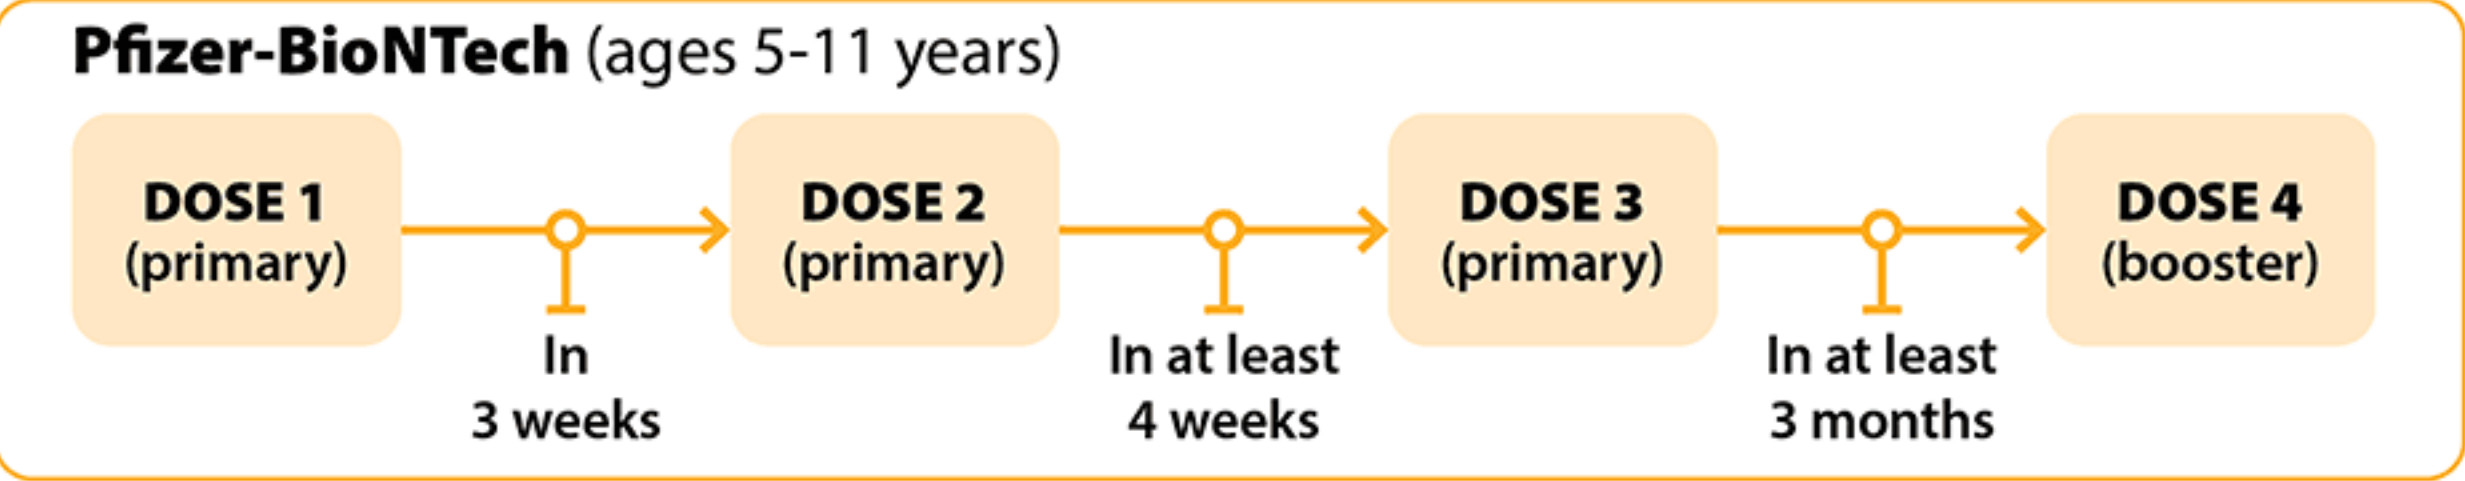 Pfizer-BioNTech (ages 5-11 years)
DOSE 1
(primary)
In
3 weeks
DOSE 2
(primary)
In at least
4 weeks
DOSE 3
(primary)
In at least
3 months
DOSE 4
(booster)